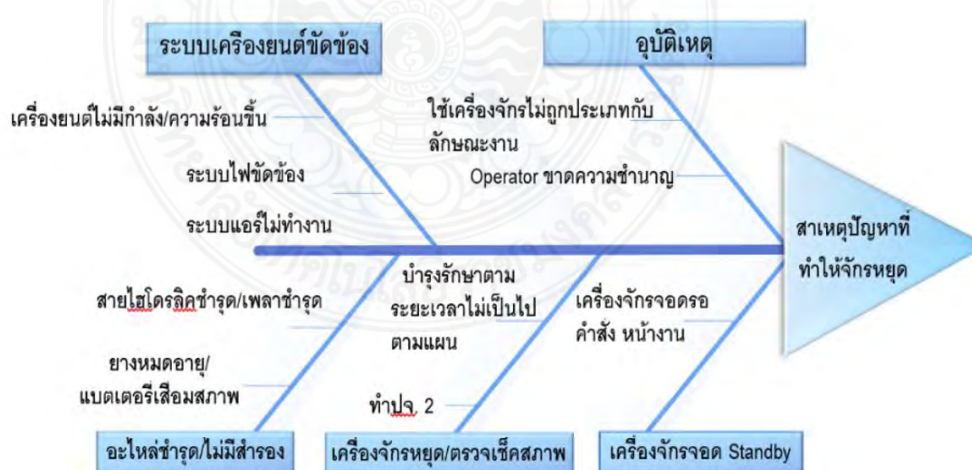 ระบบเครื่องยนต์ขัดข้อง
อุบัติเหตุ
เครื่องยนต์ไม่มีกำลัง/ความร้อนขึ้น
ใช้เครื่องจักรไม่ถูกประเภทกับ
ลักษณะงาน
ระบบไฟขัดข้อง
Operator ขาดความชำนาญ
ระบบแอร์ไม่ทำงาน
สาเหตุปัญหาที่
ทำให้จักรหยุด
สายไฮโดรลิคชำรุด/เพลาชำรุด
บำรุงรักษาตาม
ระยะเวลาไม่เป็นไป
ตามแผน
เครื่องจักรจอดรอ
คำสั่ง หน้างาน
ยางหมดอายุ/
แบตเตอรี่เสื่อมสภาพ
ทำปจ. 2
อะไหล่ชำรุด/ไม่มีสำรอง
เครื่องจักรหยุด/ตรวจเช็คสภาพ
เครื่องจักรจอด Standby